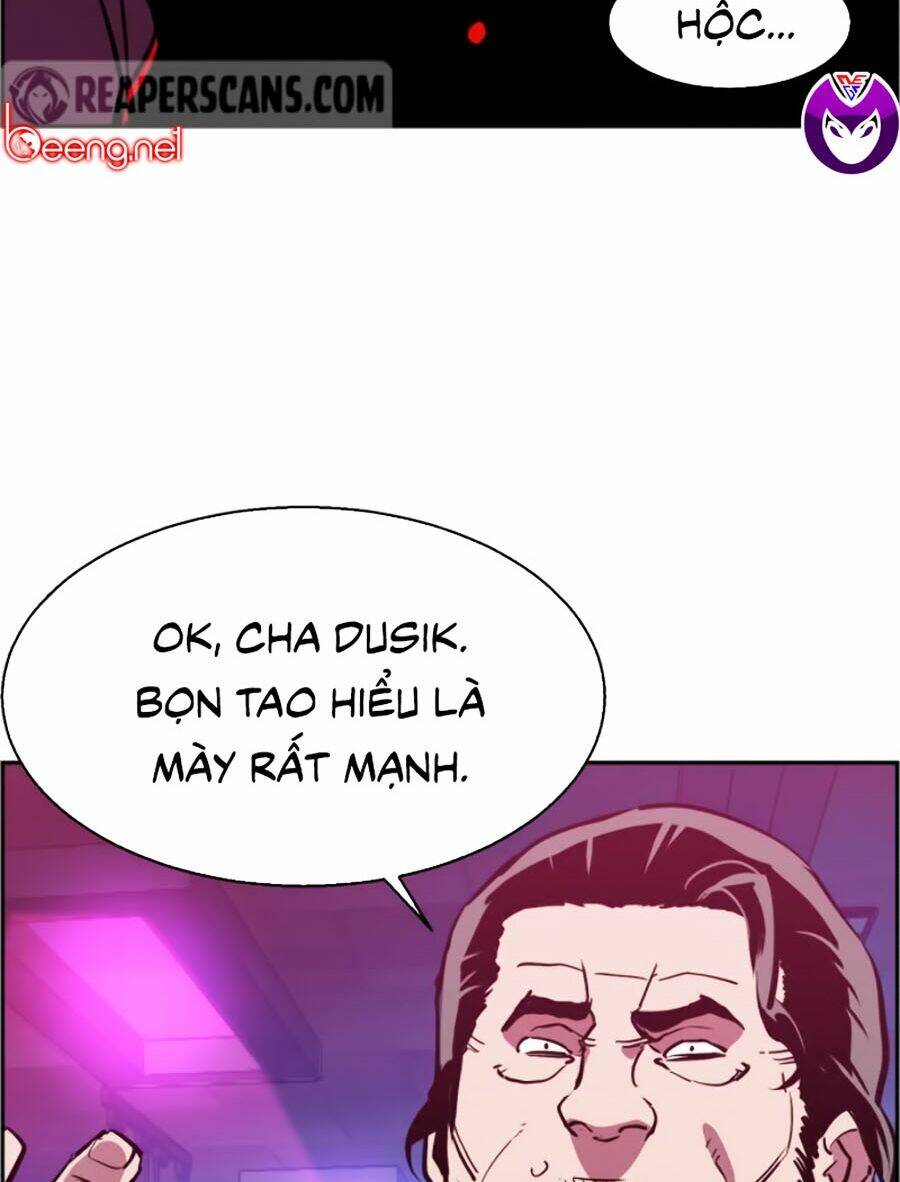 HỘC...
REAPERSCANS.COM
beeng.net
OK, CHA DUSIK.
BỌN TAO HIỂU LÀ
MÀY RẤT MẠNH.